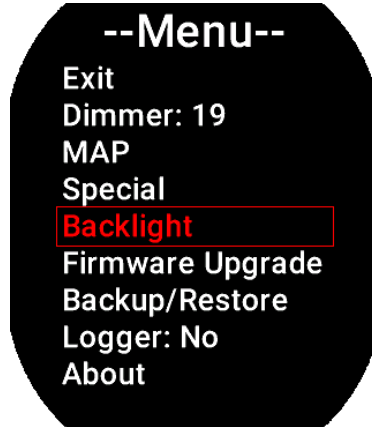 --Menu--
Exit
Dimmer: 19
MAP
Special
Backlight
Firmware Upgrade
Backup/Restore
Logger: No
About